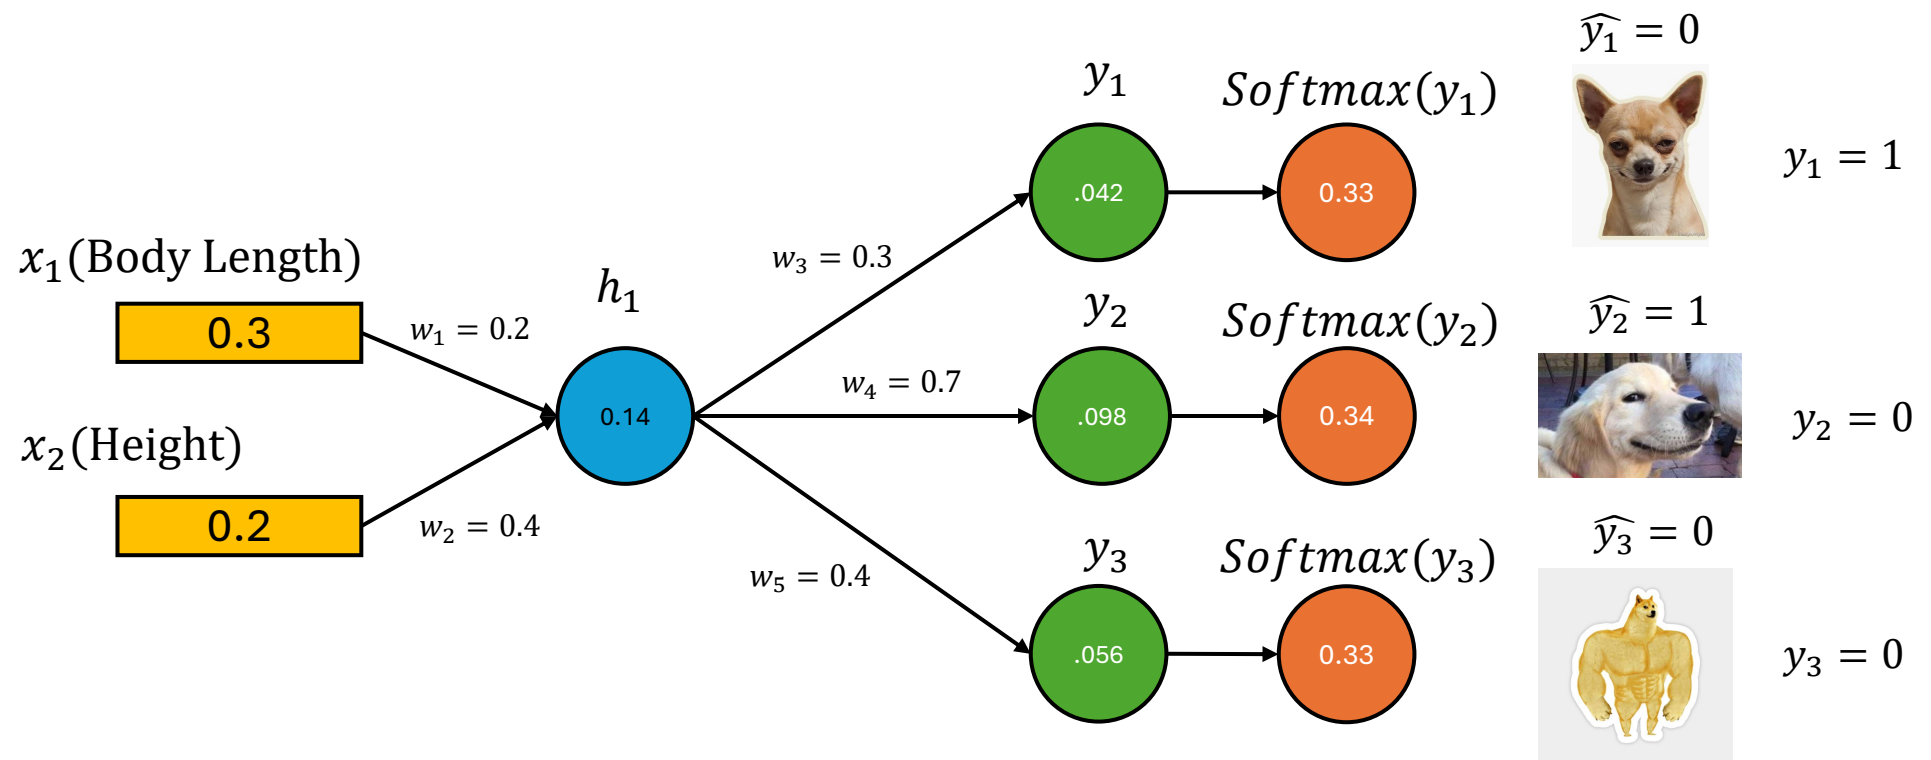 x₁(Body Length)
0.3
x₂(Height)
0.2
w₁ = 0.2
w₂ = 0.4
h₁
0.14
w₃ = 0.3
w₄ = 0.7
w₅ = 0.4
y₁
.042
Softmax(y₁)
0.33
ŷ₁ = 0
y₁ = 1
y₂
.098
Softmax(y₂)
0.34
ŷ₂ = 1
y₂ = 0
y₃
.056
Softmax(y₃)
0.33
ŷ₃ = 0
y₃ = 0